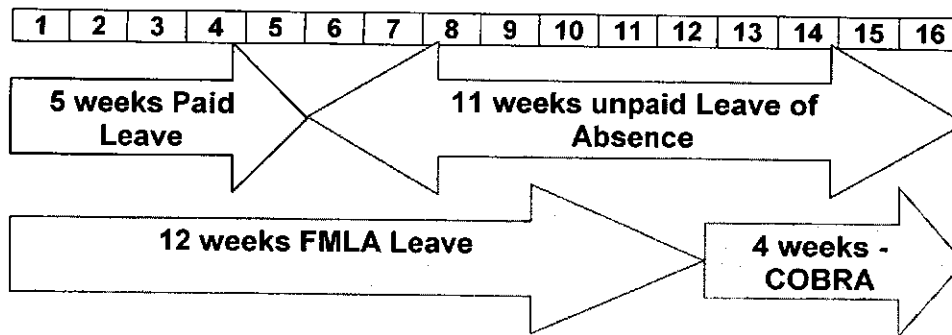 1 2 3 4 5 6 7 8 9 10 11 12 13 14 15 16
5 weeks Paid
Leave
11 weeks unpaid Leave of
Absence
12 weeks FMLA Leave
4 weeks -
COBRA